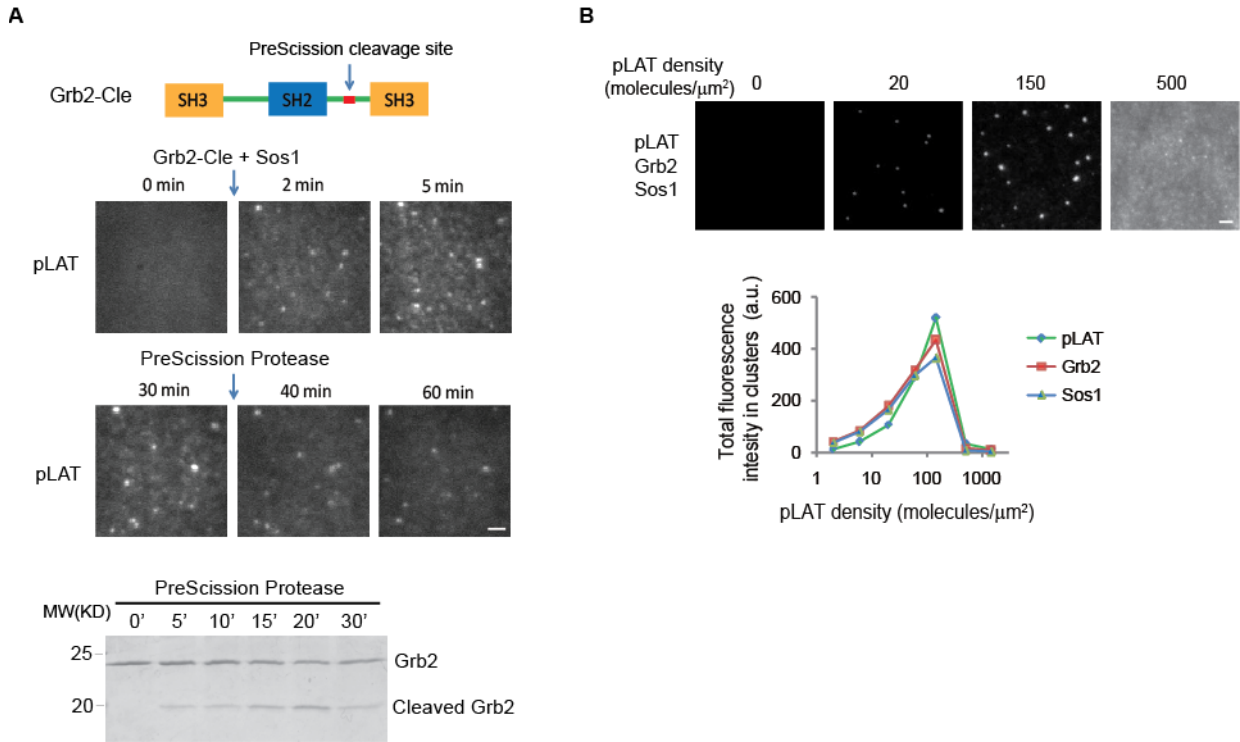 A
PreScission cleavage site
Grb2-Cle
SH3 SH2 SH3
Grb2-Cle + Sos1
0 min 2 min 5 min
pLAT
PreScission Protease
30 min 40 min 60 min
pLAT
PreScission Protease
MW(KD) 0’ 5’ 10’ 15’ 20’ 30’
25 Grb2
20 Cleaved Grb2
B
pLAT density
(molecules/μm²) 0 20 150 500
pLAT
Grb2
Sos1
Total fluorescence
intesity in clusters (a.u.)
600
400
200
0
1 10 100 1000
pLAT density (molecules/μm²)
pLAT
Grb2
Sos1